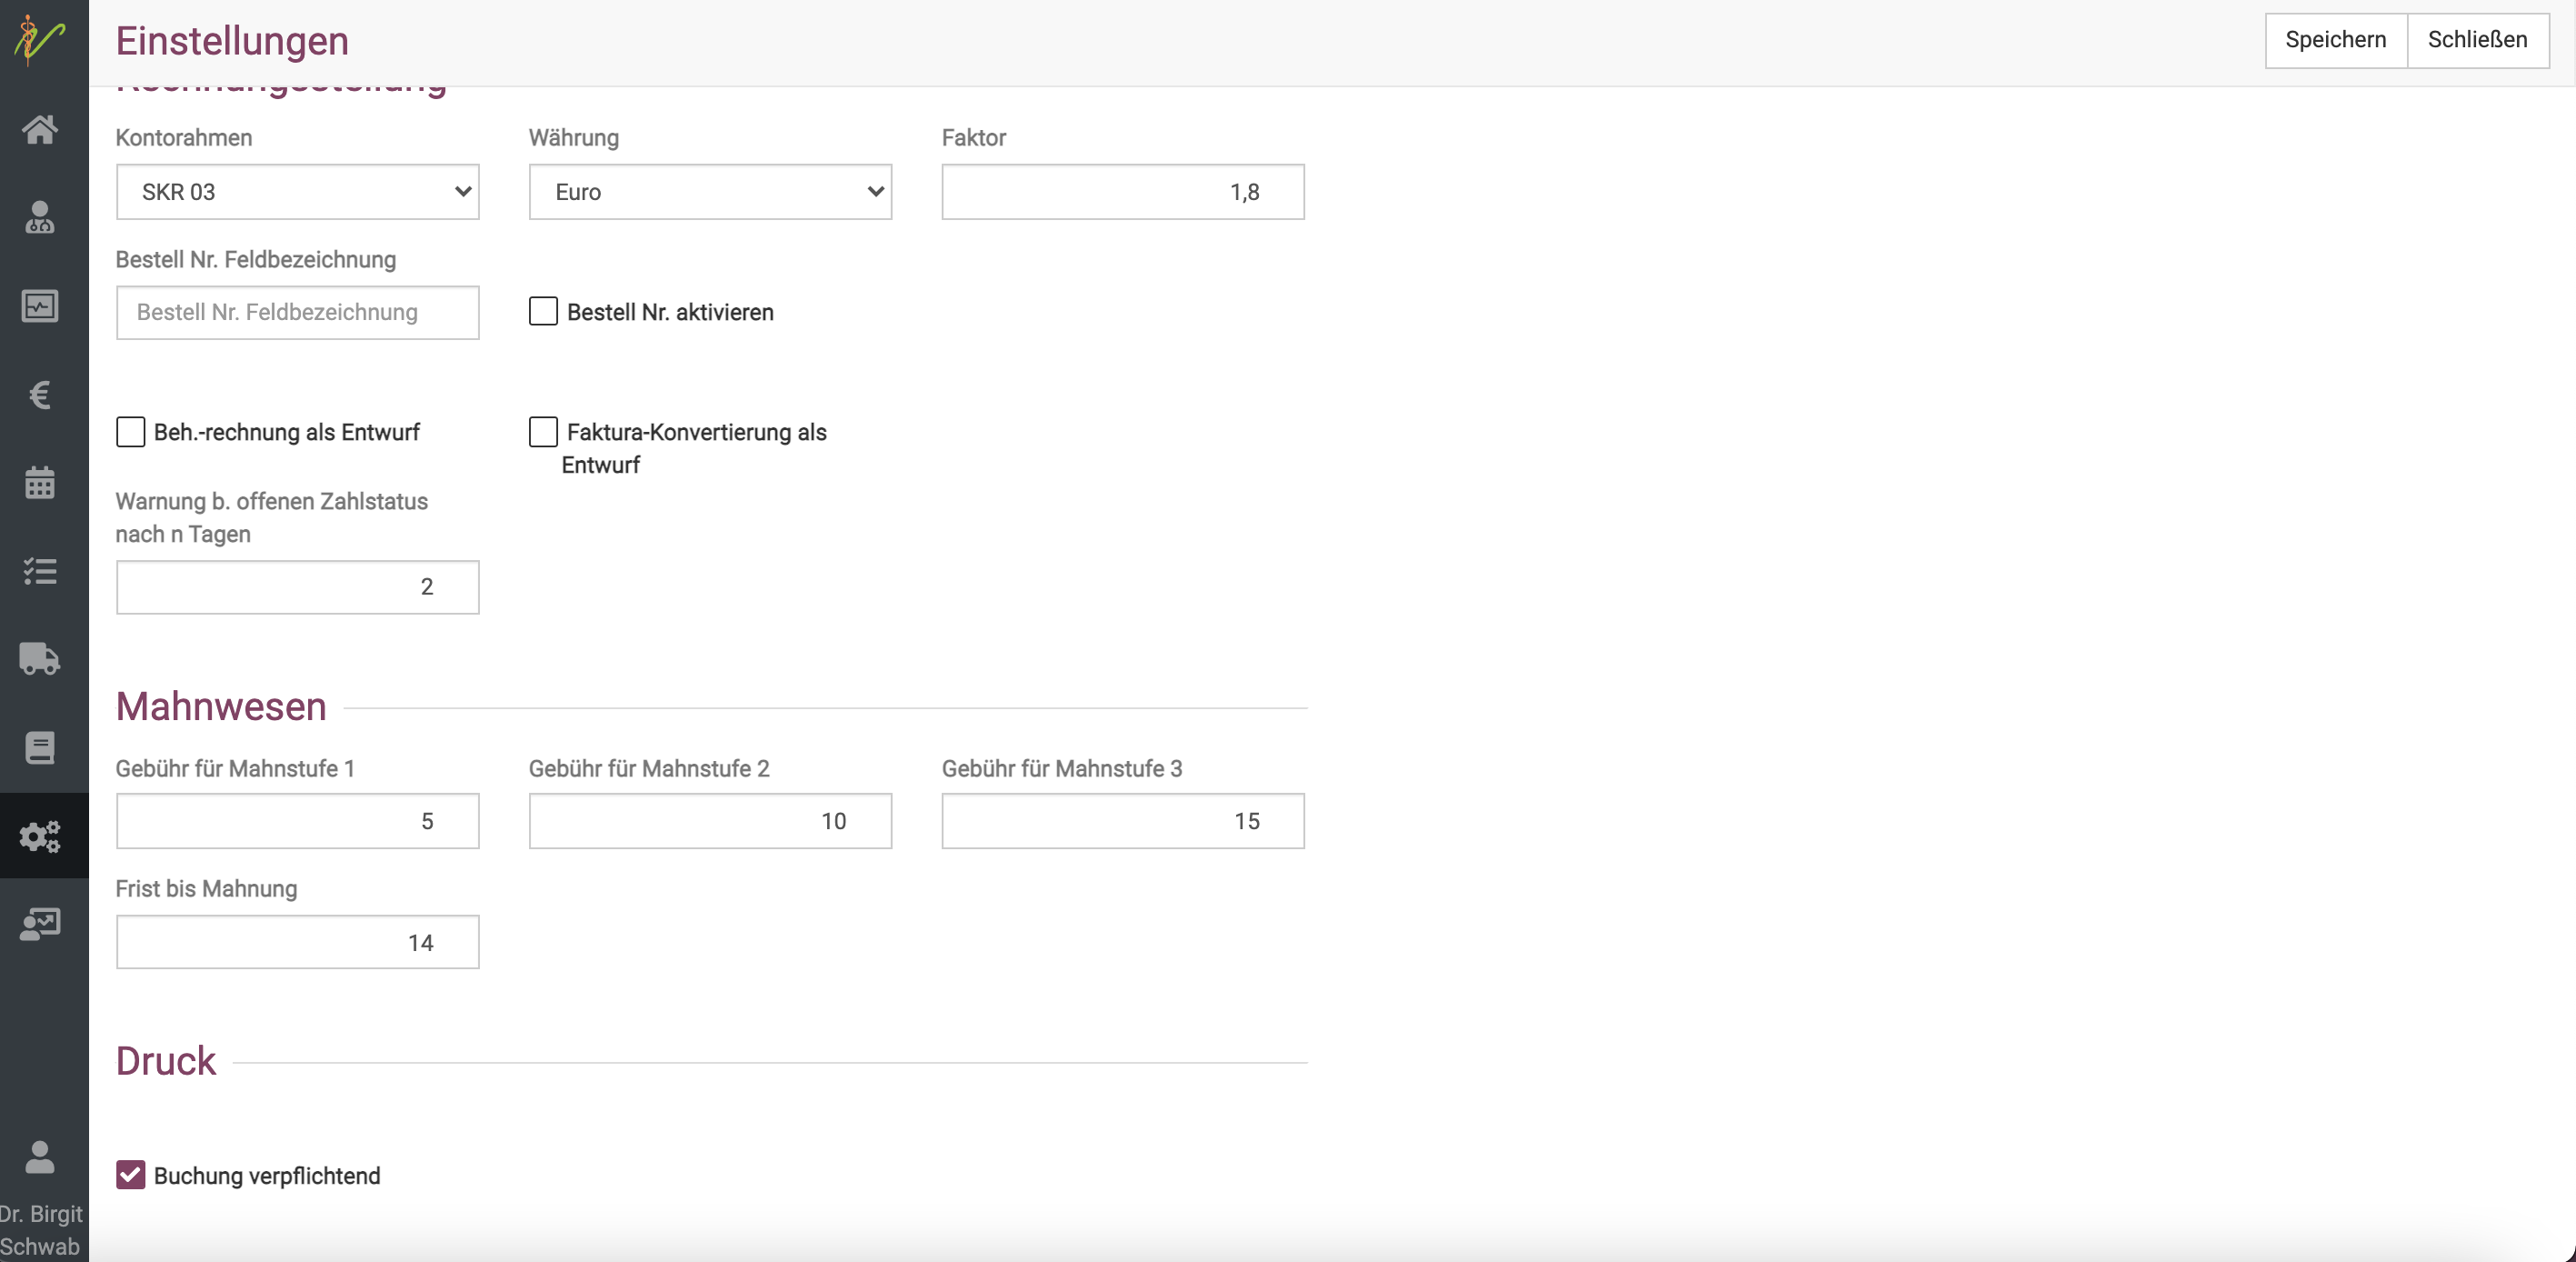 Einstellungen
Speichern
Schließen
Rechnungsstellung
Kontorahmen
Währung
Faktor
SKR 03
Euro
1,8
Bestell Nr. Feldbezeichnung
Bestell Nr. Feldbezeichnung
Bestell Nr. aktivieren
Beh.-rechnung als Entwurf
Faktura-Konvertierung als
Entwurf
Warnung b. offenen Zahlstatus
nach n Tagen
2
Mahnwesen
Gebühr für Mahnstufe 1
Gebühr für Mahnstufe 2
Gebühr für Mahnstufe 3
5
10
15
Frist bis Mahnung
14
Druck
Buchung verpflichtend
Dr. Birgit
Schwab